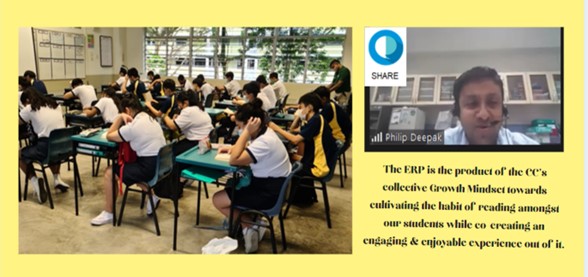 SHARE
Philip Deepak
The ERP is the product of the CC's
collective Growth Mindset towards
cultivating the habit of reading amongst
our students while co creating an
engaging & enjoyable experience out of it.